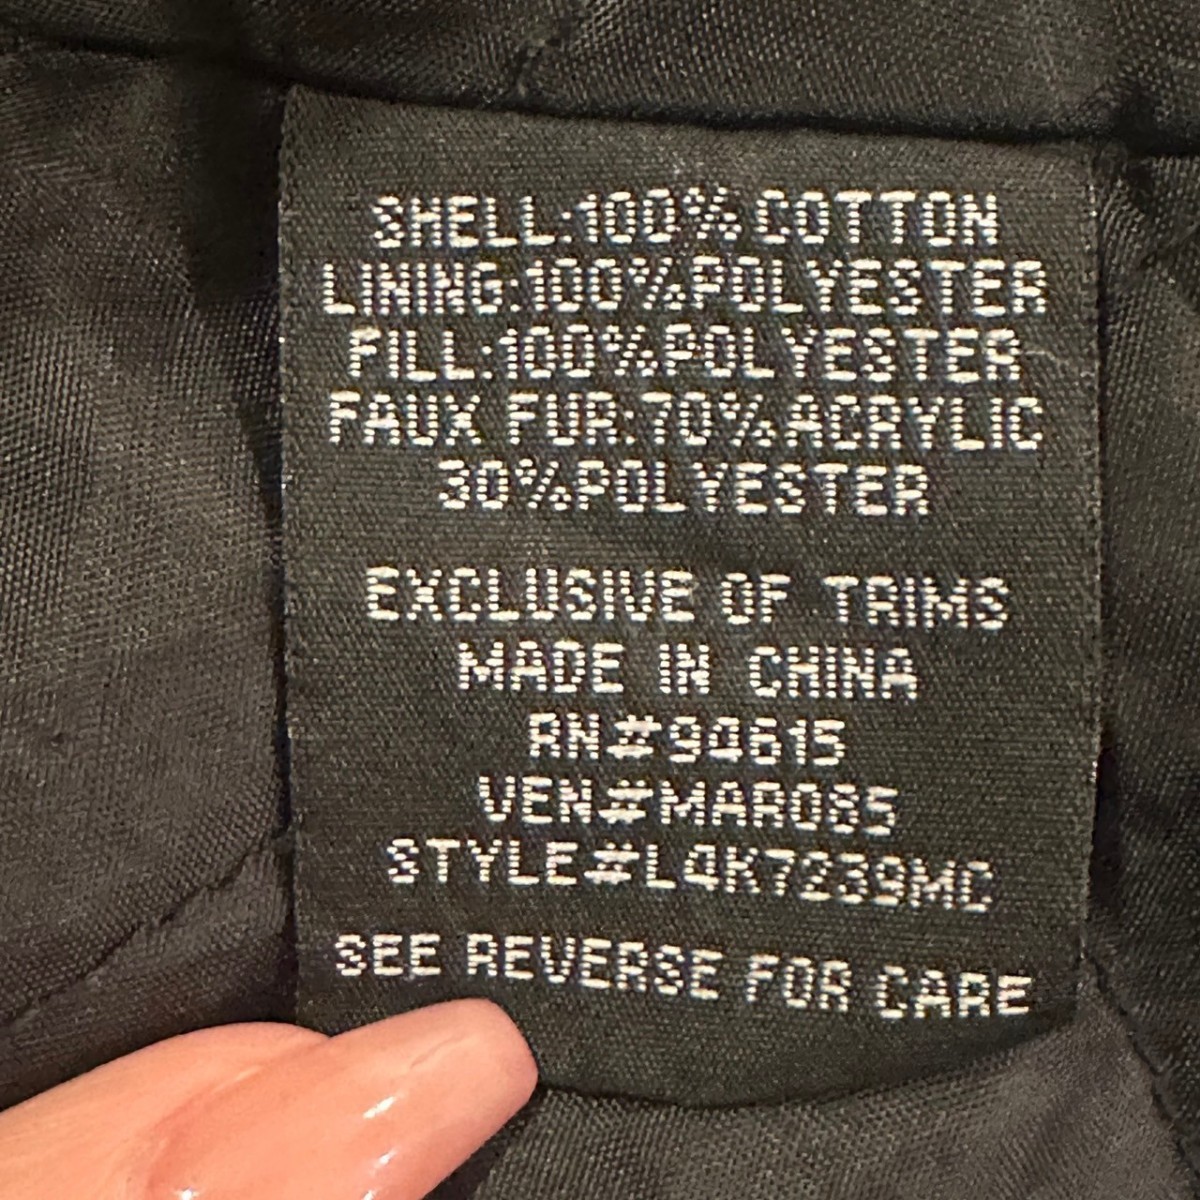 SHELL:100% COTTON
LINING:100%POLYESTER
FILL:100%POLYESTER
FAUX FUR:70%ACRYLIC
30%POLYESTER
EXCLUSIVE OF TRIMS
MADE IN CHINA
RN#94615
VEN#MAR085
STYLE#L4K7239MC
SEE REVERSE FOR CARE